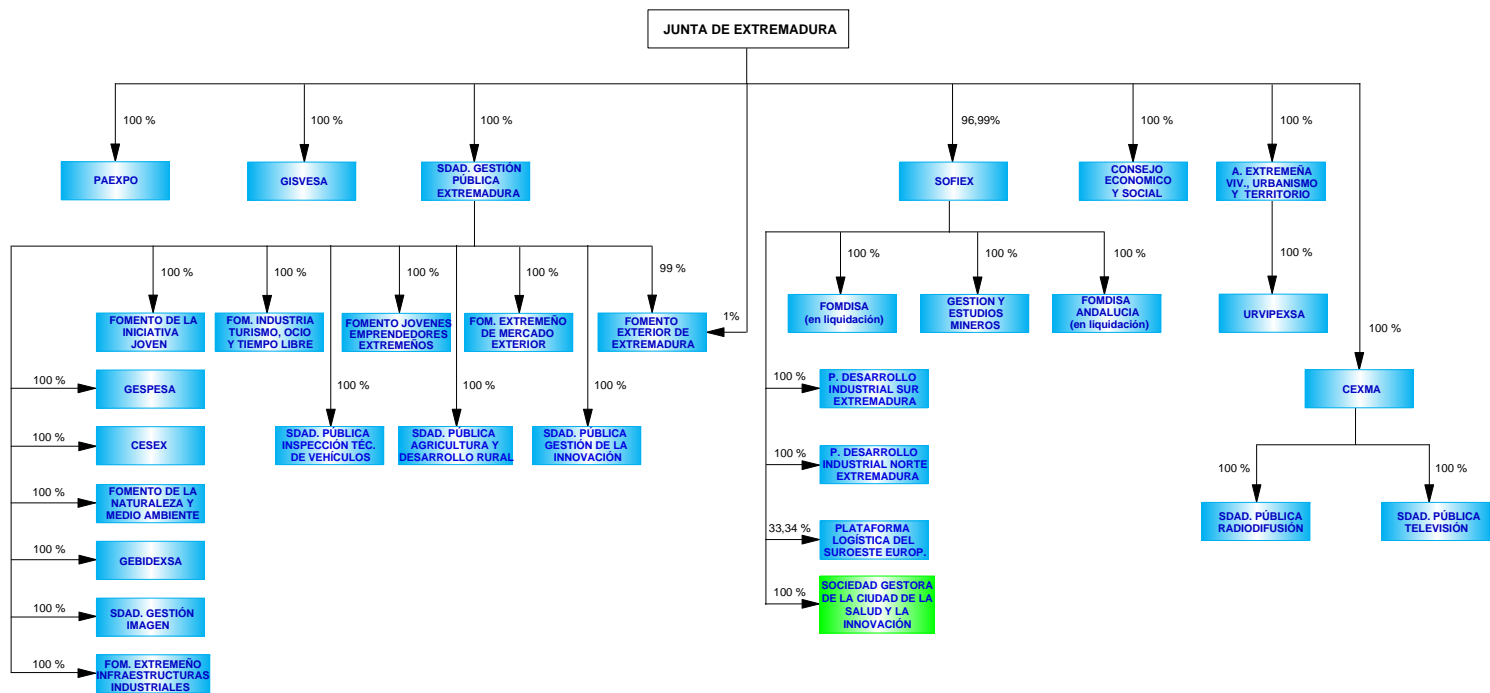 JUNTA DE EXTREMADURA
100 %
100 %
100 %
96,99%
100 %
100 %
PAEXPO
GISVESA
SDAD. GESTIÓN
PÚBLICA
EXTREMADURA
SOFIEX
CONSEJO
ECONOMICO
Y SOCIAL
A. EXTREMEÑA
VIV., URBANISMO
Y TERRITORIO
100 %
100 %
100 %
100 %
99 %
100 %
100 %
100 %
100 %
FOMENTO DE LA
INICIATIVA
JOVEN
FOM. INDUSTRIA
TURISMO, OCIO
Y TIEMPO LIBRE
FOMENTO JOVENES
EMPRENDEDORES
EXTREMEÑOS
FOM. EXTREMEÑO
DE MERCADO
EXTERIOR
FOMENTO
EXTERIOR DE
EXTREMADURA
1%
FOMDISA
(en liquidación)
GESTION Y
ESTUDIOS
MINEROS
FOMDISA
ANDALUCIA
(en liquidación)
URVIPEXSA
100 %
100 %
GESPESA
100 %
100 %
100 %
100 %
P. DESARROLLO
INDUSTRIAL SUR
EXTREMADURA
CEXMA
100 %
CESEX
SDAD. PÚBLICA
INSPECCIÓN TÉC.
DE VEHÍCULOS
SDAD. PÚBLICA
AGRICULTURA Y
DESARROLLO RURAL
SDAD. PÚBLICA
GESTIÓN DE LA
INNOVACIÓN
100 %
P. DESARROLLO
INDUSTRIAL NORTE
EXTREMADURA
100 %
100 %
100 %
FOMENTO DE LA
NATURALEZA Y
MEDIO AMBIENTE
33,34 %
PLATAFORMA
LOGÍSTICA DEL
SUROESTE EUROP.
SDAD. PÚBLICA
RADIODIFUSIÓN
SDAD. PÚBLICA
TELEVISIÓN
100 %
GEBIDEXSA
100 %
SOCIEDAD GESTORA
DE LA CIUDAD DE LA
SALUD Y LA
INNOVACIÓN
100 %
SDAD. GESTIÓN
IMAGEN
100 %
FOM. EXTREMEÑO
INFRAESTRUCTURAS
INDUSTRIALES